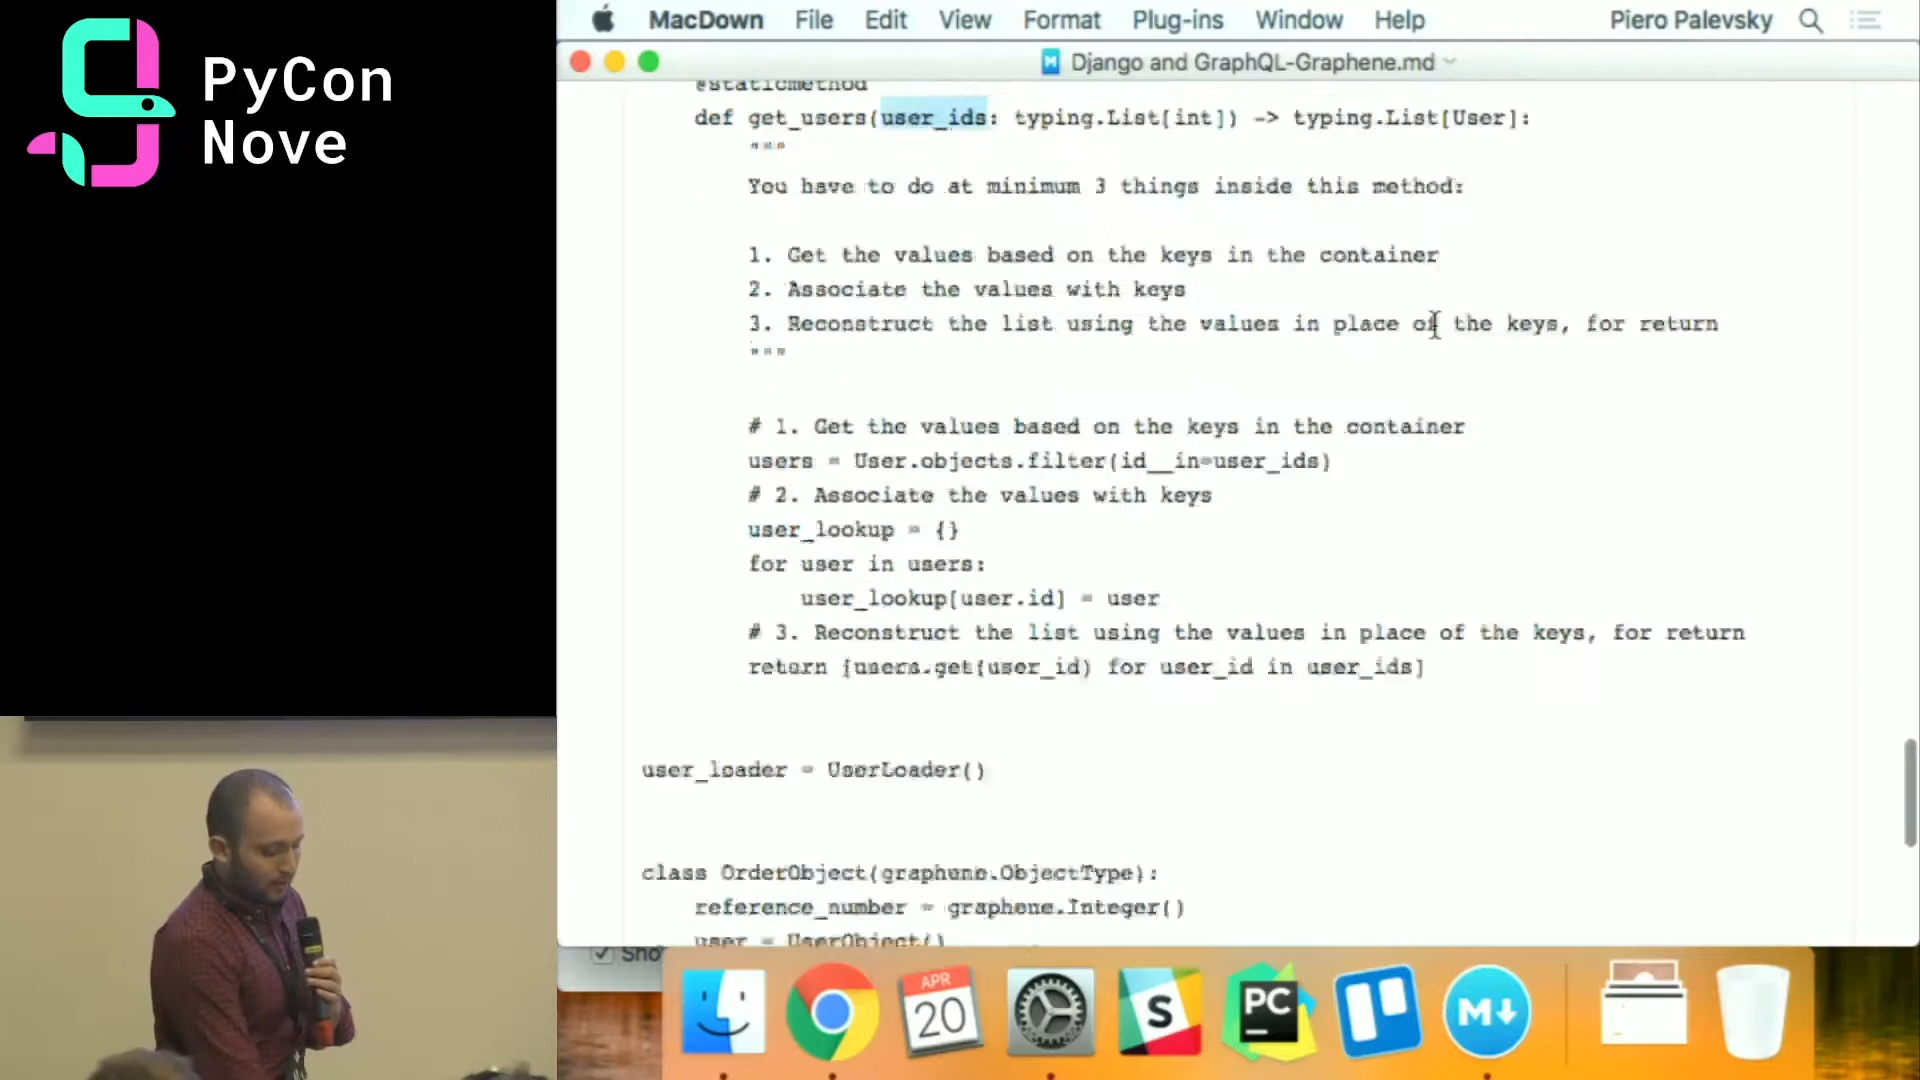 PyCon
Nove
MacDown File Edit View Format Plug-ins Window Help Piero Palevsky
Django and GraphQL-Graphene.md
@staticmethod
def get_users(user_ids: typing.List[int]) -> typing.List[User]:
"""
You have to do at minimum 3 things inside this method:
1. Get the values based on the keys in the container
2. Associate the values with keys
3. Reconstruct the list using the values in place of the keys, for return
"""
# 1. Get the values based on the keys in the container
users = User.objects.filter(id__in=user_ids)
# 2. Associate the values with keys
user_lookup = {}
for user in users:
user_lookup[user.id] = user
# 3. Reconstruct the list using the values in place of the keys, for return
return [users.get(user_id) for user_id in user_ids]
user_loader = UserLoader()
class OrderObject(graphene.ObjectType):
reference_number = graphene.Integer()
user = UserObject()
Sho
APR
20
S
PC
M